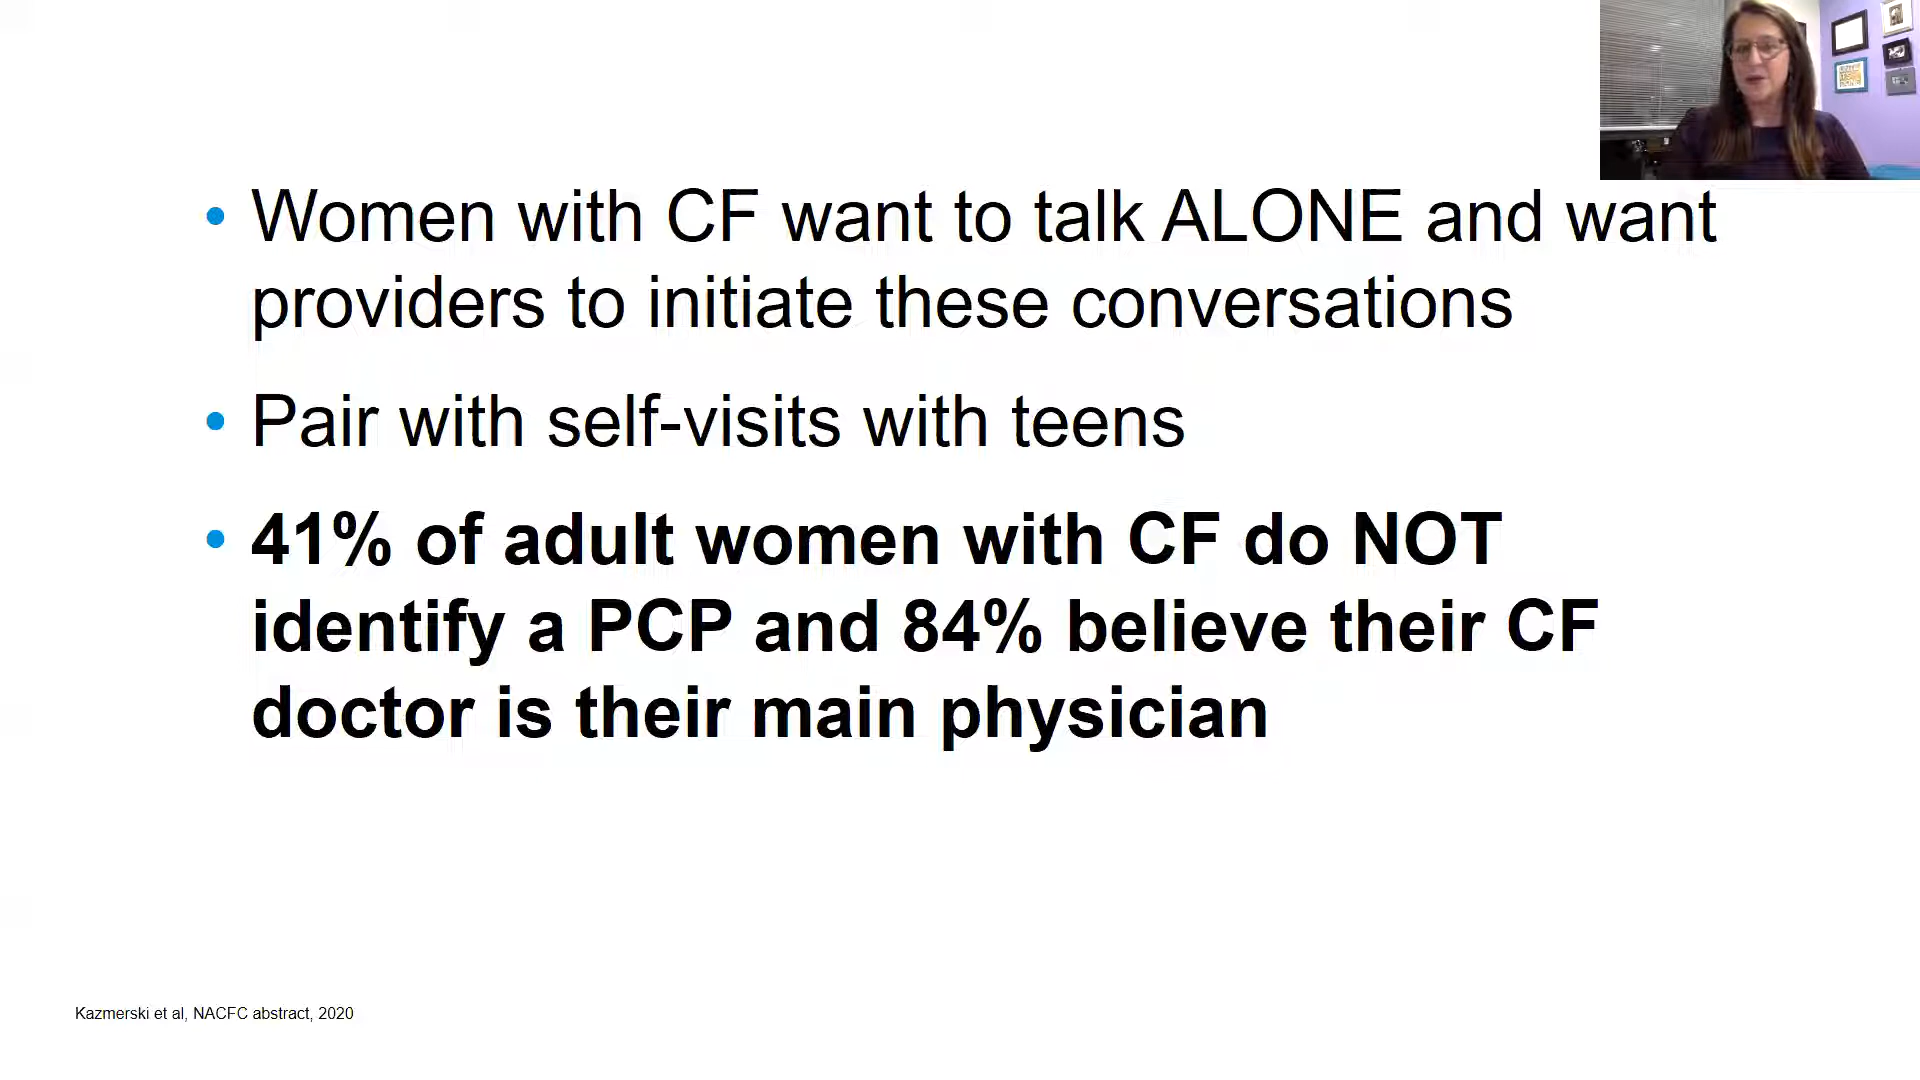 • Women with CF want to talk ALONE and want
providers to initiate these conversations
• Pair with self-visits with teens
• 41% of adult women with CF do NOT
identify a PCP and 84% believe their CF
doctor is their main physician
Kazmerski et al, NACFC abstract, 2020